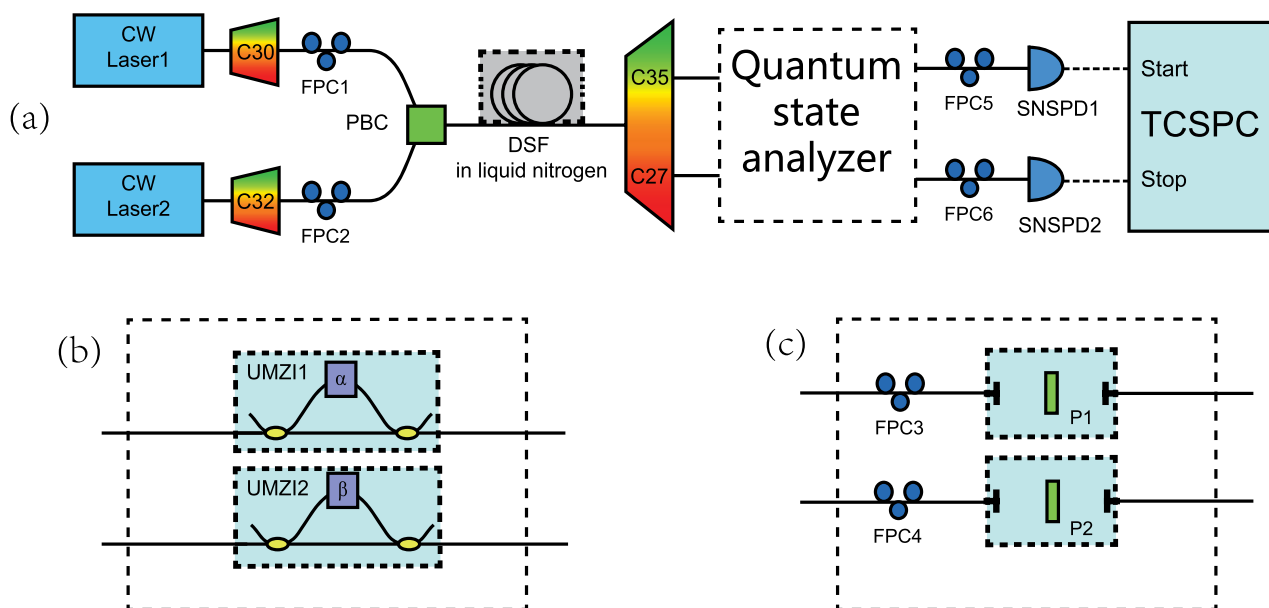 (a)
CW
Laser1
C30
FPC1
CW
Laser2
C32
FPC2
PBC
DSF
in liquid nitrogen
C35
C27
Quantum
state
analyzer
FPC5
SNSPD1
FPC6
SNSPD2
Start
TCSPC
Stop
(b)
UMZI1
α
UMZI2
β
(c)
FPC3
P1
FPC4
P2